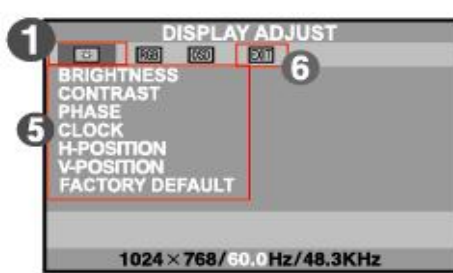 DISPLAY ADJUST
1 RGB OSD EXIT 6
BRIGHTNESS
CONTRAST
PHASE
5 CLOCK
H-POSITION
V-POSITION
FACTORY DEFAULT
1024×768/60.0Hz/48.3KHz